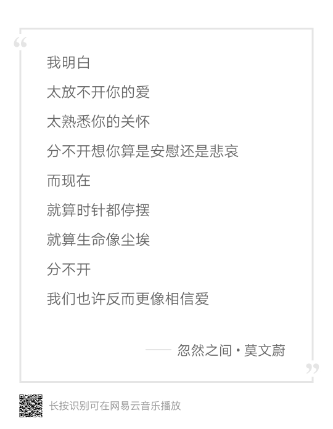 “
我明白
太放不开你的爱
太熟悉你的关怀
分不开想你算是安慰还是悲哀
而现在
就算时针都停摆
就算生命像尘埃
分不开
我们也许反而更像相信爱
—— 忽然之间·莫文蔚
”
长按识别可在网易云音乐播放